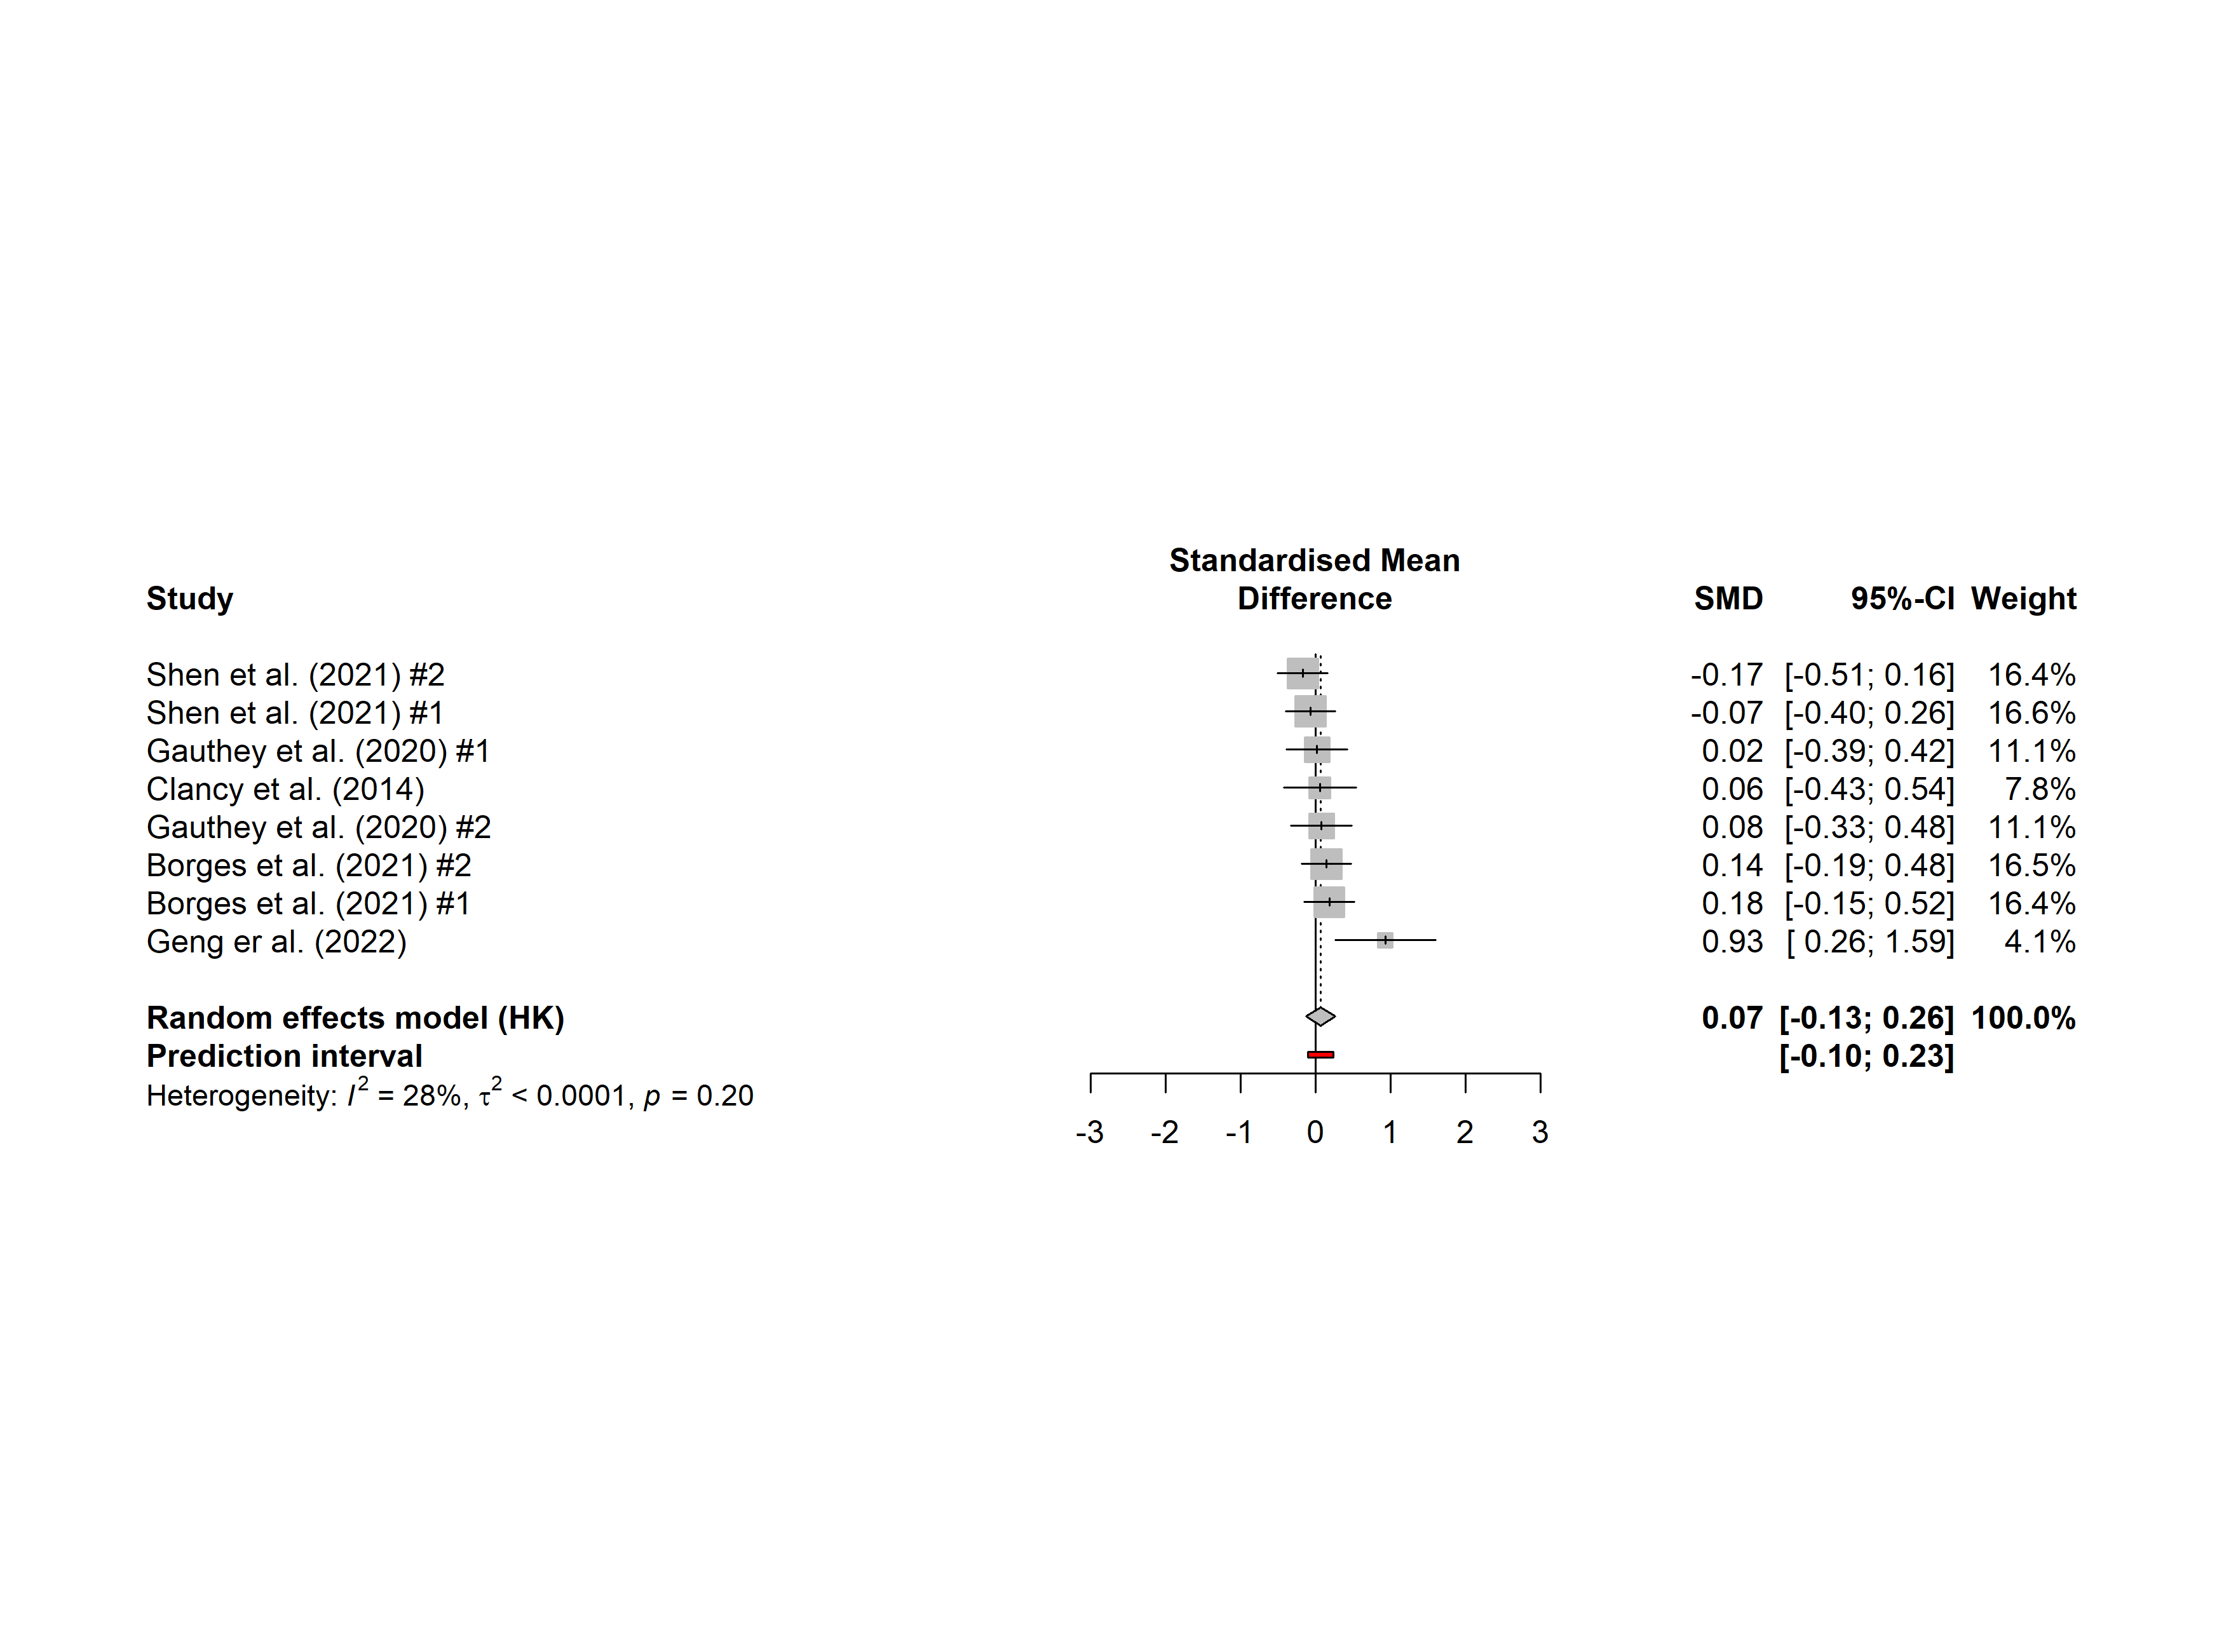 Standardised Mean
Study Difference SMD 95%-CI Weight
Shen et al. (2021) #2 -0.17 [-0.51; 0.16] 16.4%
Shen et al. (2021) #1 -0.07 [-0.40; 0.26] 16.6%
Gauthey et al. (2020) #1 0.02 [-0.39; 0.42] 11.1%
Clancy et al. (2014) 0.06 [-0.43; 0.54] 7.8%
Gauthey et al. (2020) #2 0.08 [-0.33; 0.48] 11.1%
Borges et al. (2021) #2 0.14 [-0.19; 0.48] 16.5%
Borges et al. (2021) #1 0.18 [-0.15; 0.52] 16.4%
Geng er al. (2022) 0.93 [ 0.26; 1.59] 4.1%
Random effects model (HK) 0.07 [-0.13; 0.26] 100.0%
Prediction interval [-0.10; 0.23]
Heterogeneity: I² = 28%, τ² < 0.0001, p = 0.20
-3 -2 -1 0 1 2 3